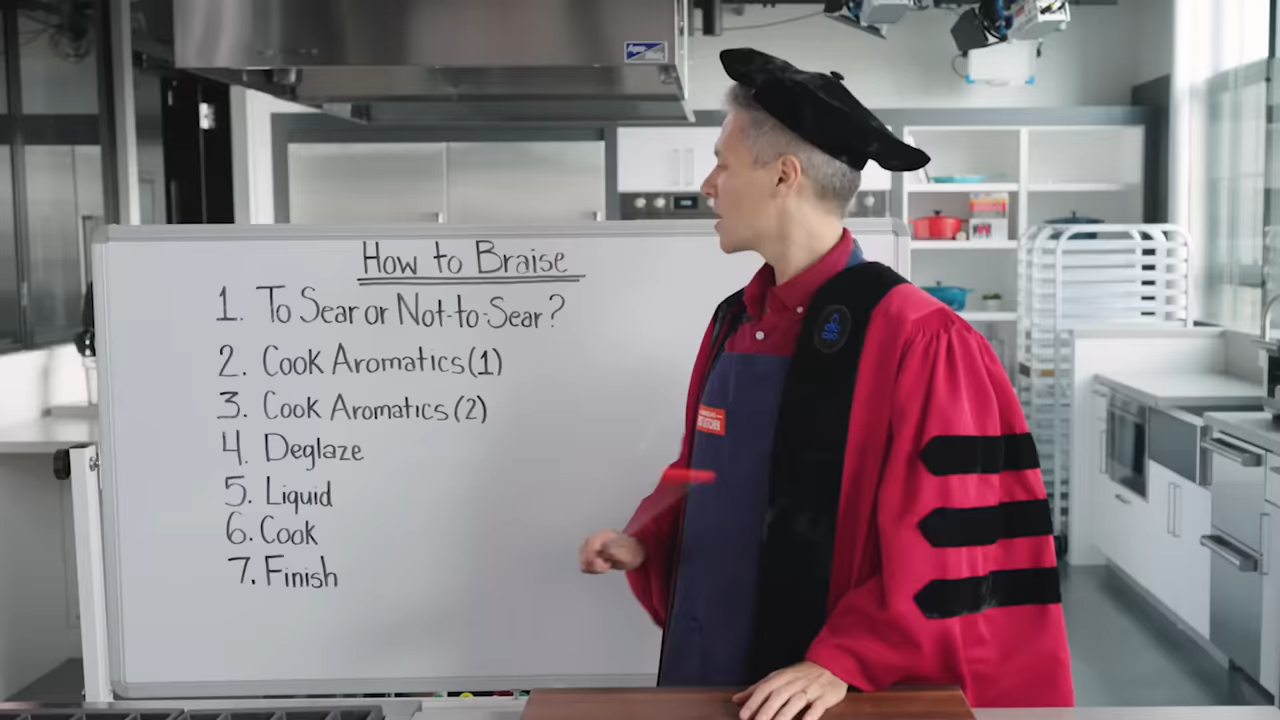 How to Braise
1. To Sear or Not-to-Sear?
2. Cook Aromatics (1)
3. Cook Aromatics (2)
4. Deglaze
5. Liquid
6. Cook
7. Finish